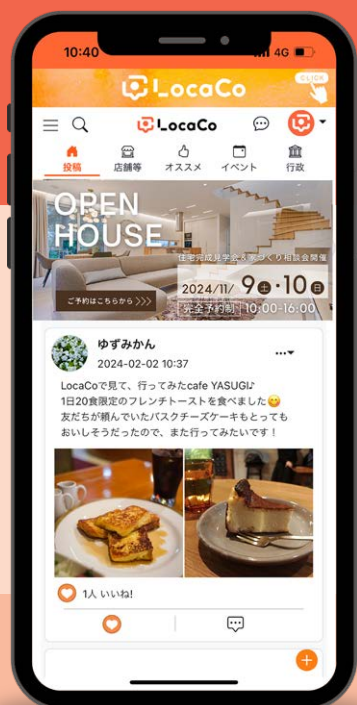 10:40
4G
LocaCo
CLICK
LocaCo
投稿
店舗等
オススメ
イベント
行政
OPEN
HOUSE
住宅完成見学会&家づくり相談会開催
2024/11/ 9土・10日
ご予約はこちらから >>>
完全予約制 10:00-16:00
ゆずみかん
2024-02-02 10:37
LocaCoで見て、行ってみたcafe YASUGI♪
1日20食限定のフレンチトーストを食べました😋
友だちが頼んでいたバスクチーズケーキもとっても
おいしそうだったので、また行ってみたいです！
1人 いいね!